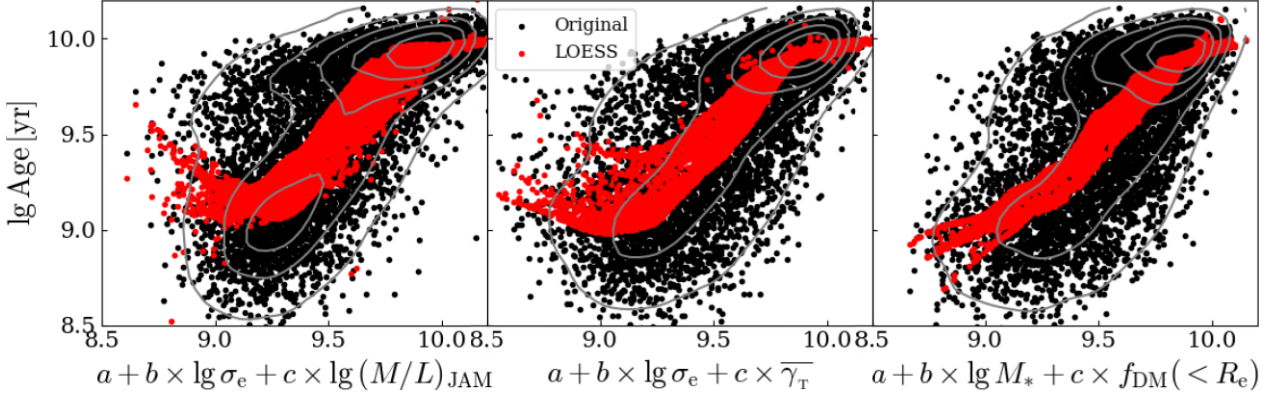 Original
LOESS
lg Age [yr]
10.0
9.5
9.0
8.5
8.5 9.0 9.5 10.0 8.5 9.0 9.5 10.0 8.5 9.0 9.5 10.0
a + b × lg σe + c × lg (M/L)JAM
a + b × lg σe + c × γT
a + b × lg M* + c × fDM(< Re)